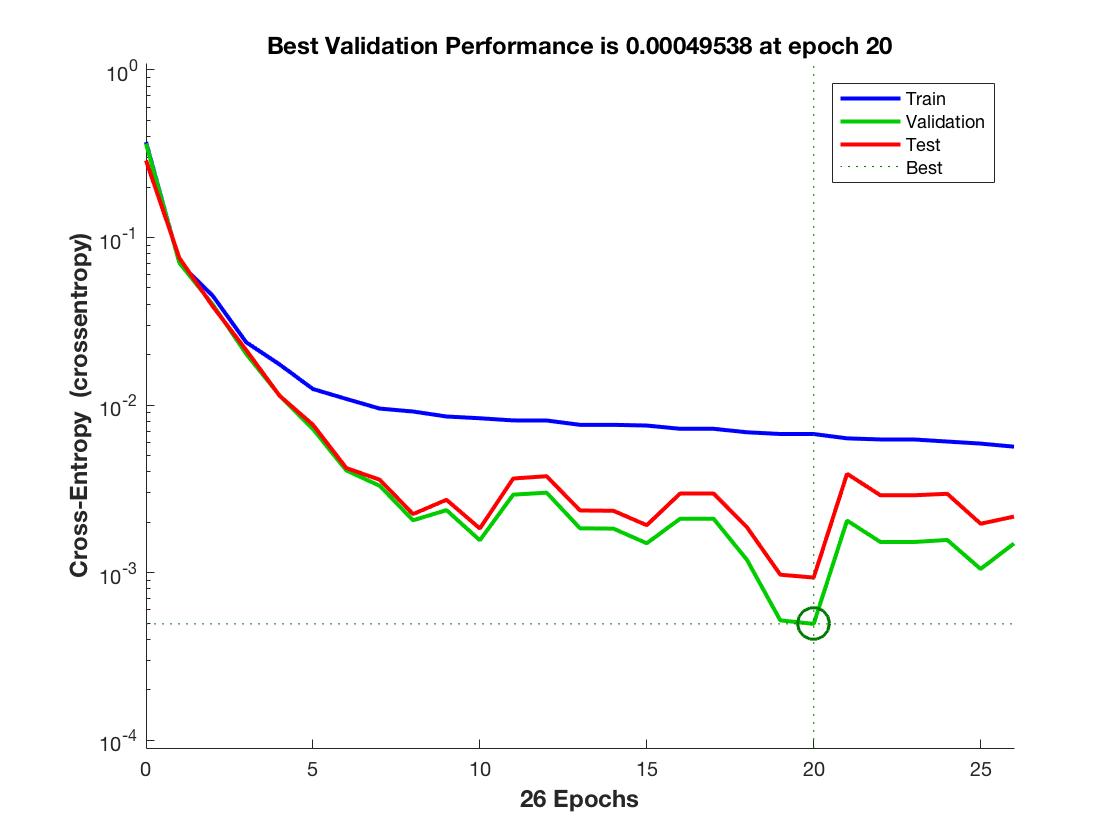 Best Validation Performance is 0.00049538 at epoch 20
Train
Validation
Test
Best
10^0
10^-1
10^-2
10^-3
10^-4
Cross-Entropy (crossentropy)
0 5 10 15 20 25
26 Epochs